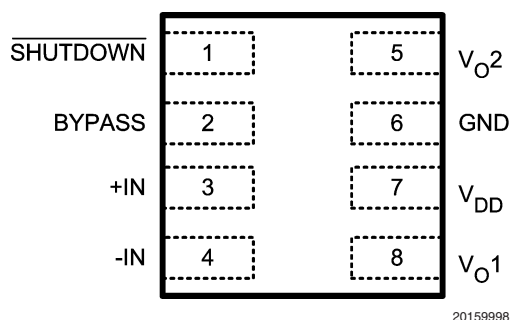 SHUTDOWN 1 5 VO2
BYPASS 2 6 GND
+IN 3 7 VDD
-IN 4 8 VO1
20159998